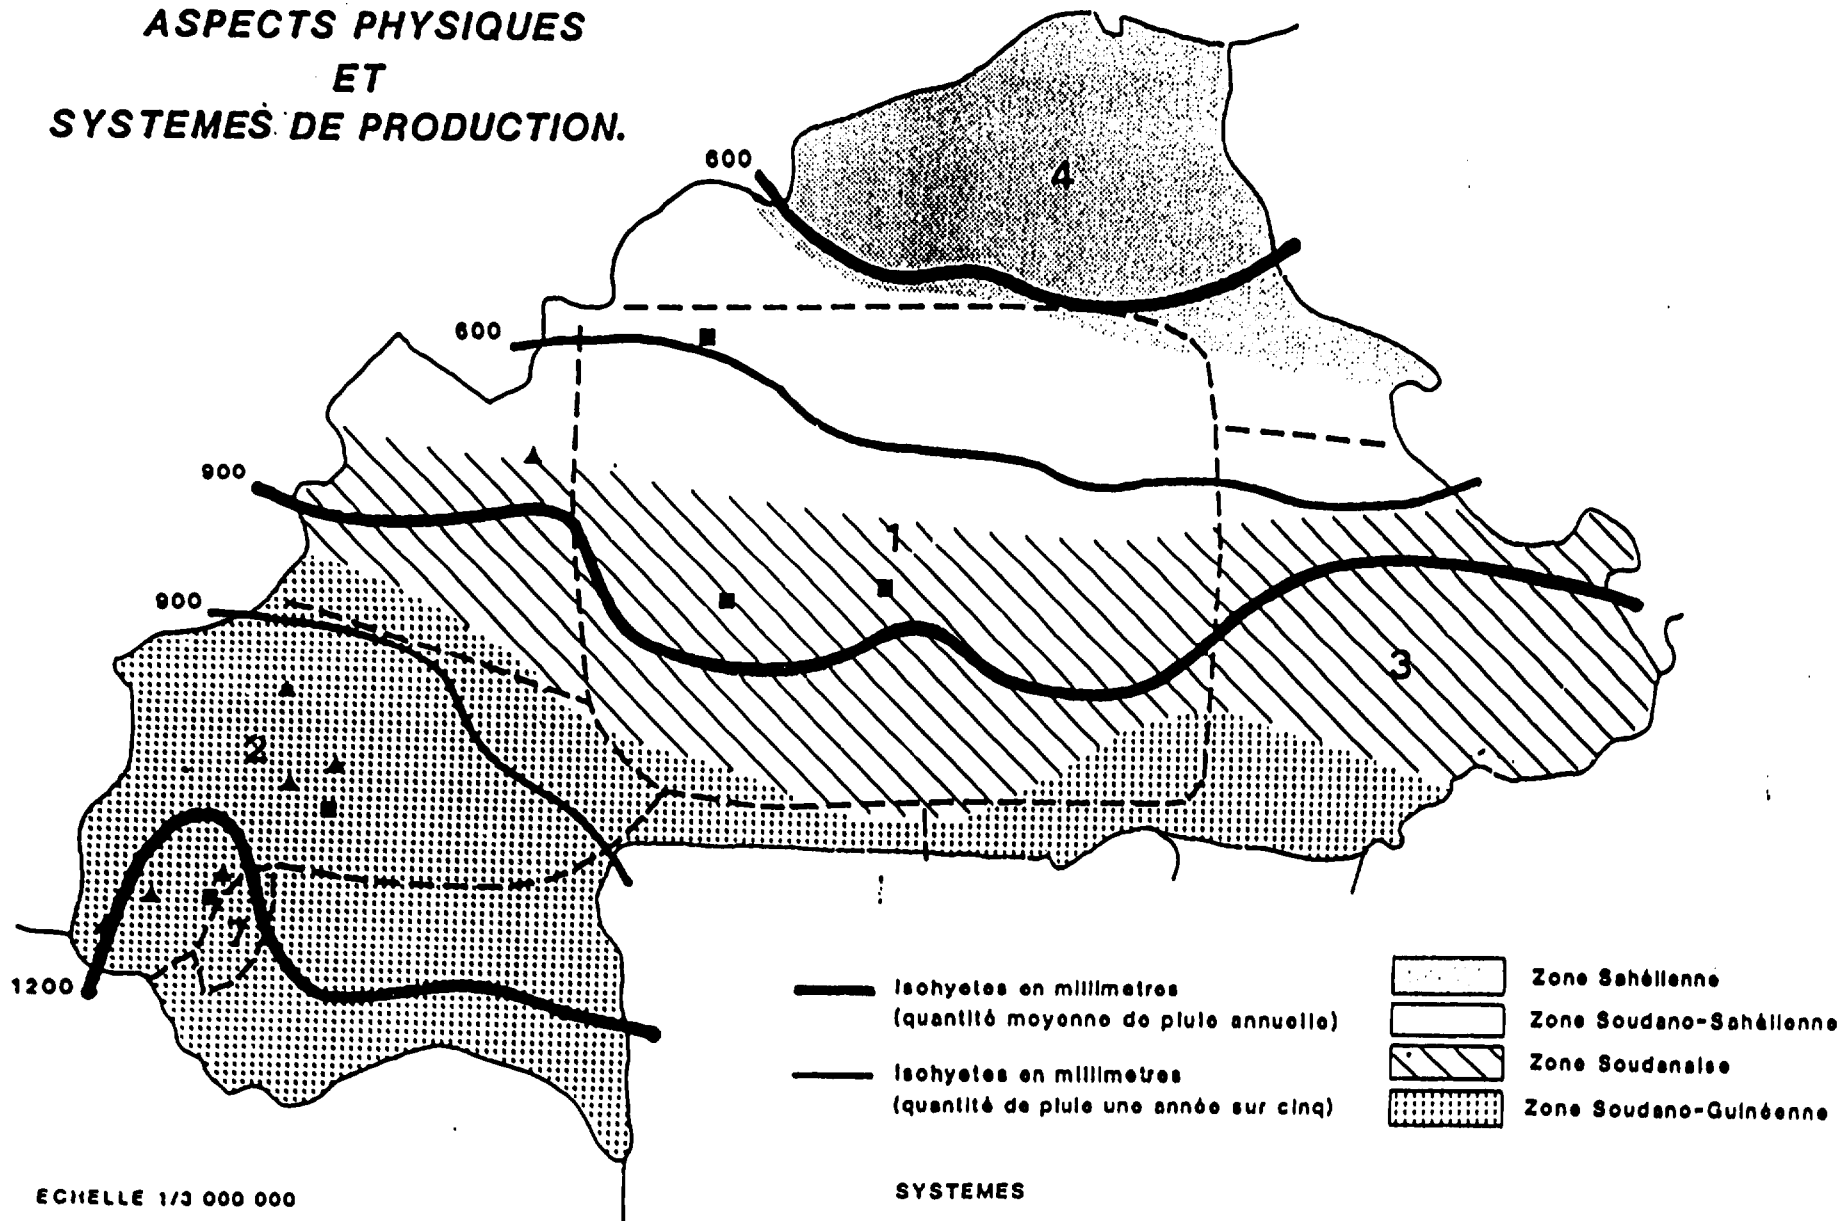 ASPECTS PHYSIQUES
ET
SYSTEMES DE PRODUCTION.
600
4
600
900
1
900
3
2
7
1200
Isohyetes en millimetres
(quantité moyenne de pluie annuelle)
Isohyetes en millimetres
(quantité de pluie une année sur cinq)
Zone Sahélienne
Zone Soudano-Sahélienne
Zone Soudanaise
Zone Soudano-Guinéenne
ECHELLE 1/3 000 000
SYSTEMES